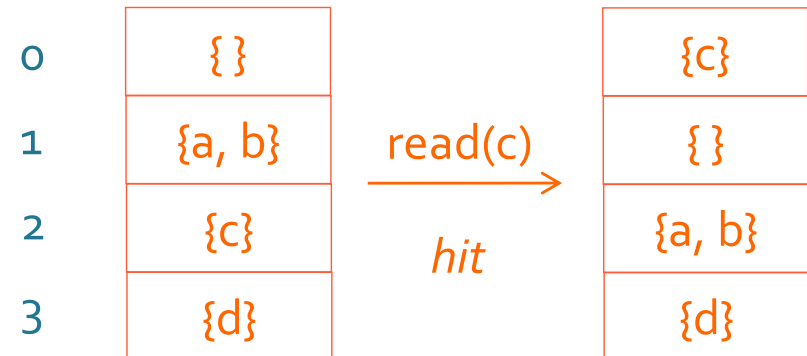 0 { } {c}
1 {a, b} read(c) { }
2 {c} hit {a, b}
3 {d} {d}